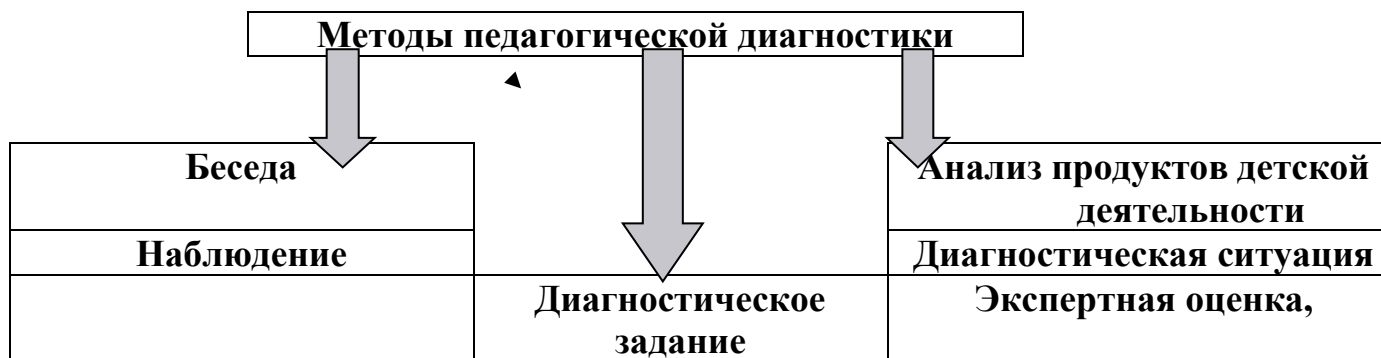 Методы педагогической диагностики
Беседа
Анализ продуктов детской
деятельности
Наблюдение
Диагностическая ситуация
Диагностическое
задание
Экспертная оценка,